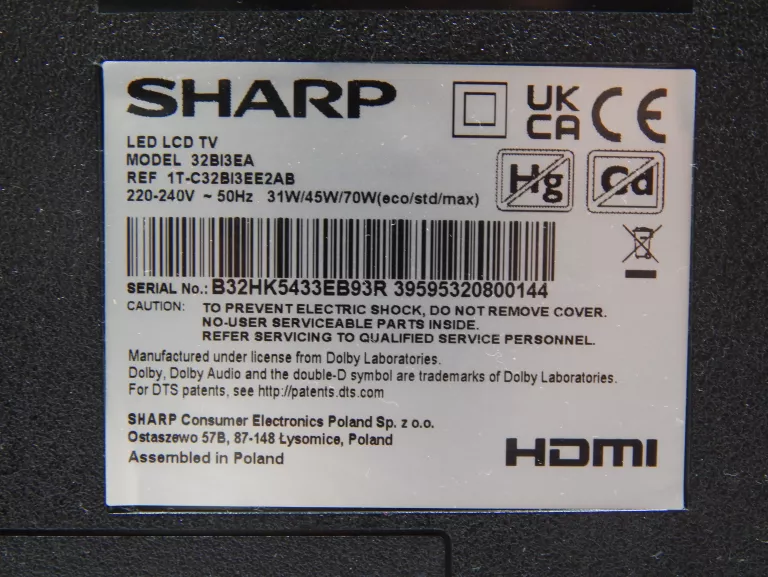 SHARP
UK
CA
CE
LED LCD TV
MODEL 32BI3EA
REF 1T-C32BI3EE2AB
220-240V ~ 50Hz 31W/45W/70W(eco/std/max)
Hg
Cd
SERIAL No.: B32HK5433EB93R 39595320800144
CAUTION: TO PREVENT ELECTRIC SHOCK, DO NOT REMOVE COVER.
NO-USER SERVICEABLE PARTS INSIDE.
REFER SERVICING TO QUALIFIED SERVICE PERSONNEL.
Manufactured under license from Dolby Laboratories.
Dolby, Dolby Audio and the double-D symbol are trademarks of Dolby Laboratories.
For DTS patents, see http://patents.dts.com
SHARP Consumer Electronics Poland Sp. z o.o.
Ostaszewo 57B, 87-148 Łysomice, Poland
Assembled in Poland
HDMI